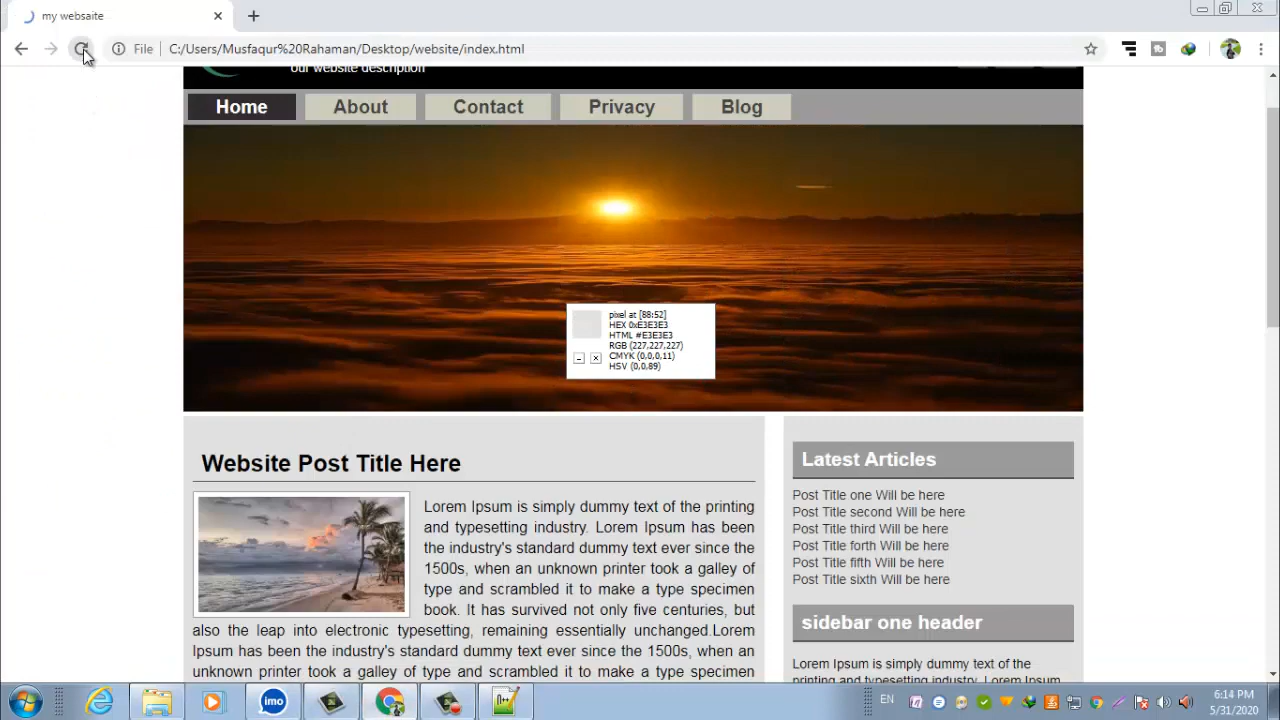 my websaite
File
C:/Users/Musfaqur%20Rahaman/Desktop/website/index.html
our website description
Home
About
Contact
Privacy
Blog
pixel at [88:52]
HEX 0xE3E3E3
HTML #E3E3E3
RGB (227,227,227)
CMYK (0,0,0,11)
HSV (0,0,89)
Website Post Title Here
Lorem Ipsum is simply dummy text of the printing
and typesetting industry. Lorem Ipsum has been
the industry's standard dummy text ever since the
1500s, when an unknown printer took a galley of
type and scrambled it to make a type specimen
book. It has survived not only five centuries, but
also the leap into electronic typesetting, remaining essentially unchanged.Lorem
Ipsum has been the industry's standard dummy text ever since the 1500s, when an
unknown printer took a galley of type and scrambled it to make a type specimen
Latest Articles
Post Title one Will be here
Post Title second Will be here
Post Title third Will be here
Post Title forth Will be here
Post Title fifth Will be here
Post Title sixth Will be here
sidebar one header
Lorem Ipsum is simply dummy text of the
printing and typesetting industry. Lorem Ipsum
imo
EN
6:14 PM
5/31/2020